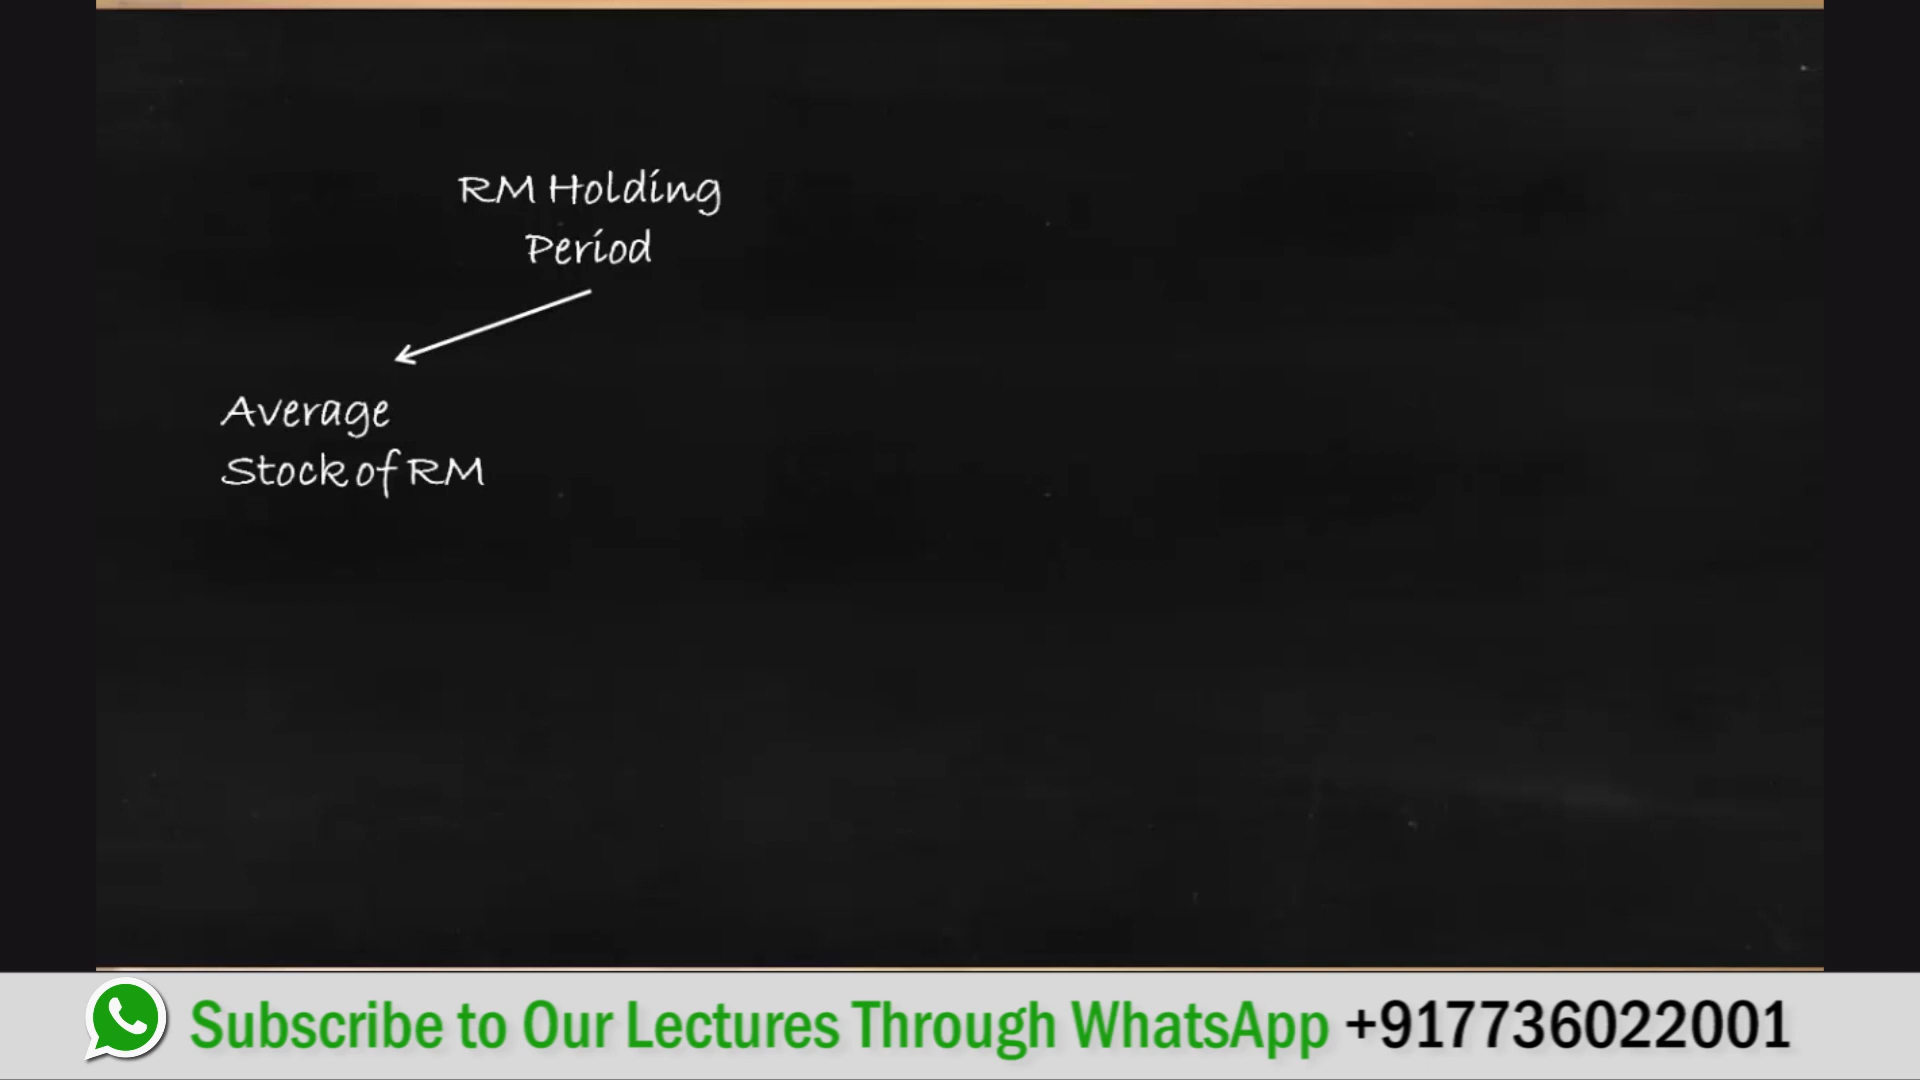 RM Holding
Period
Average
Stock of RM
Subscribe to Our Lectures Through WhatsApp +917736022001